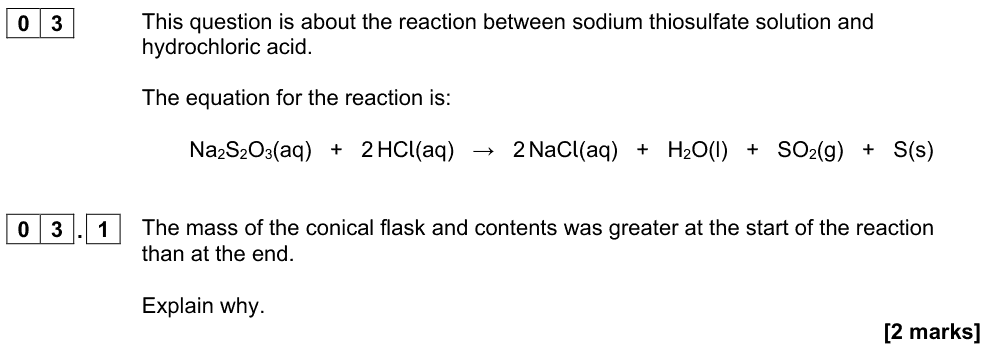 0 3 This question is about the reaction between sodium thiosulfate solution and
hydrochloric acid.
The equation for the reaction is:
Na₂S₂O₃(aq) + 2 HCl(aq) → 2 NaCl(aq) + H₂O(l) + SO₂(g) + S(s)
0 3 . 1 The mass of the conical flask and contents was greater at the start of the reaction
than at the end.
Explain why.
[2 marks]